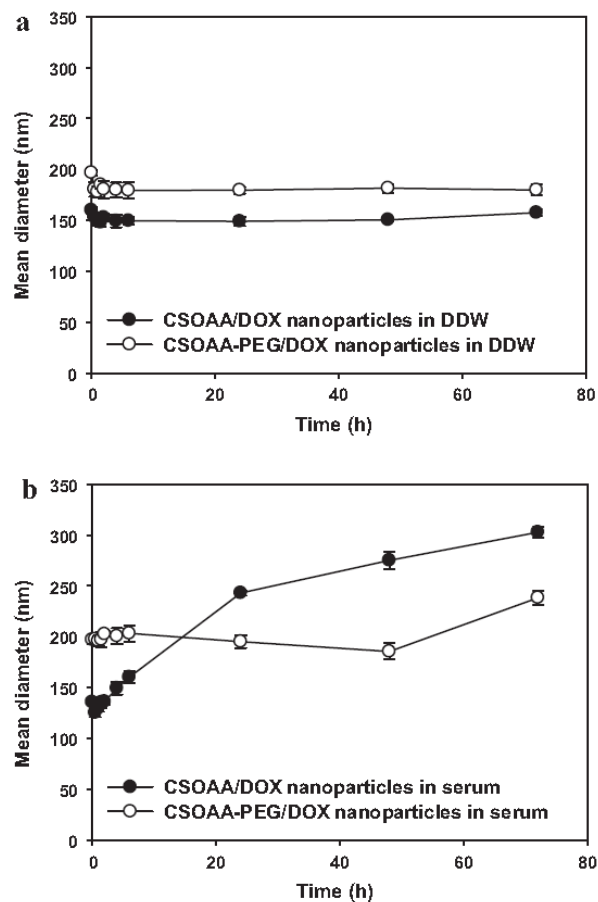 a
350
300
250
200
150
100
50
0
Mean diameter (nm)
CSOAA/DOX nanoparticles in DDW
CSOAA-PEG/DOX nanoparticles in DDW
0 20 40 60 80
Time (h)
b
350
300
250
200
150
100
50
0
Mean diameter (nm)
CSOAA/DOX nanoparticles in serum
CSOAA-PEG/DOX nanoparticles in serum
0 20 40 60 80
Time (h)